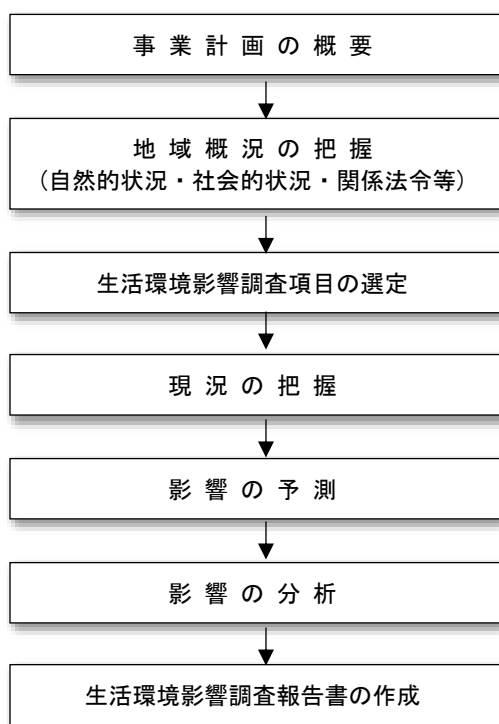 事業計画の概要
地域概況の把握
（自然的状況・社会的状況・関係法令等）
生活環境影響調査項目の選定
現況の把握
影響の予測
影響の分析
生活環境影響調査報告書の作成